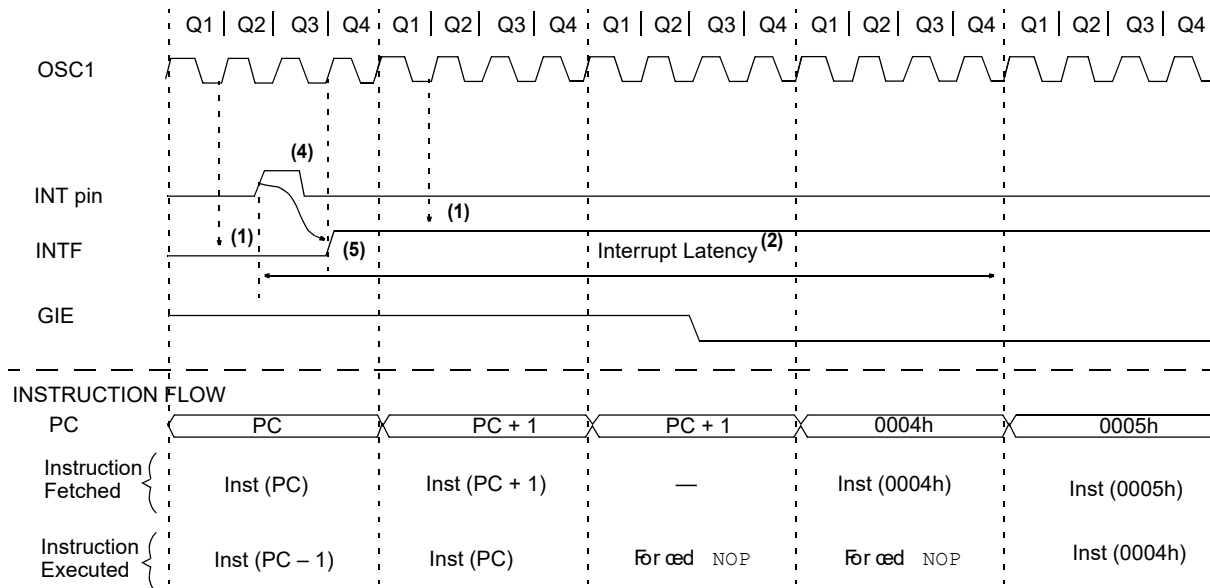 Q1 | Q2 | Q3 | Q4 Q1 | Q2 | Q3 | Q4 Q1 | Q2 | Q3 | Q4 Q1 | Q2 | Q3 | Q4 Q1 | Q2 | Q3 | Q4
OSC1
(4)
INT pin
(1)
(1)
INTF
(5)
Interrupt Latency(2)
GIE
INSTRUCTION FLOW
PC PC PC + 1 PC + 1 0004h 0005h
Instruction
Fetched
Inst (PC) Inst (PC + 1) — Inst (0004h) Inst (0005h)
Instruction
Executed
Inst (PC – 1) Inst (PC) Forced NOP Forced NOP Inst (0004h)